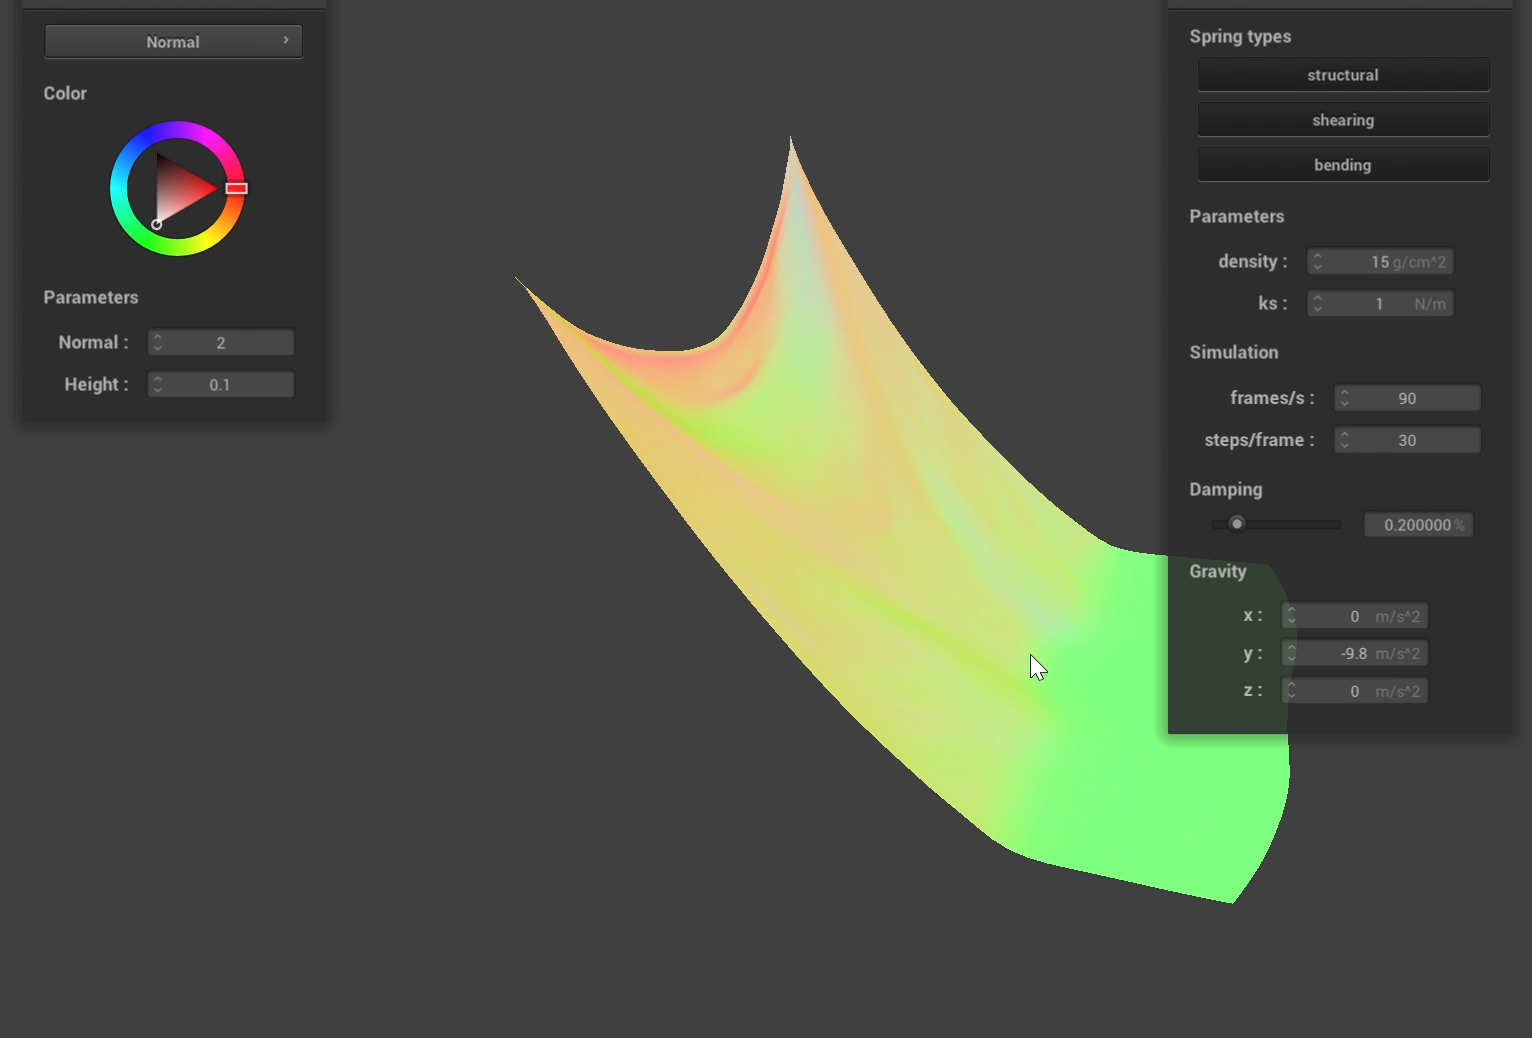 Normal
Color
Parameters
Normal : 2
Height : 0.1
Spring types
structural
shearing
bending
Parameters
density : 15 g/cm^2
ks : 1 N/m
Simulation
frames/s : 90
steps/frame : 30
Damping
0.200000 %
Gravity
x : 0 m/s^2
y : -9.8 m/s^2
z : 0 m/s^2